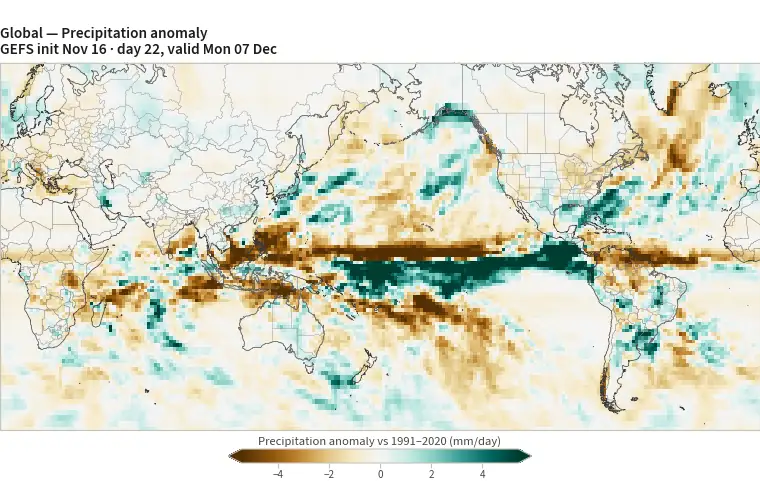 Global — Precipitation anomaly
GEFS init Nov 16 · day 22, valid Mon 07 Dec
Precipitation anomaly vs 1991–2020 (mm/day)
−4 −2 0 2 4